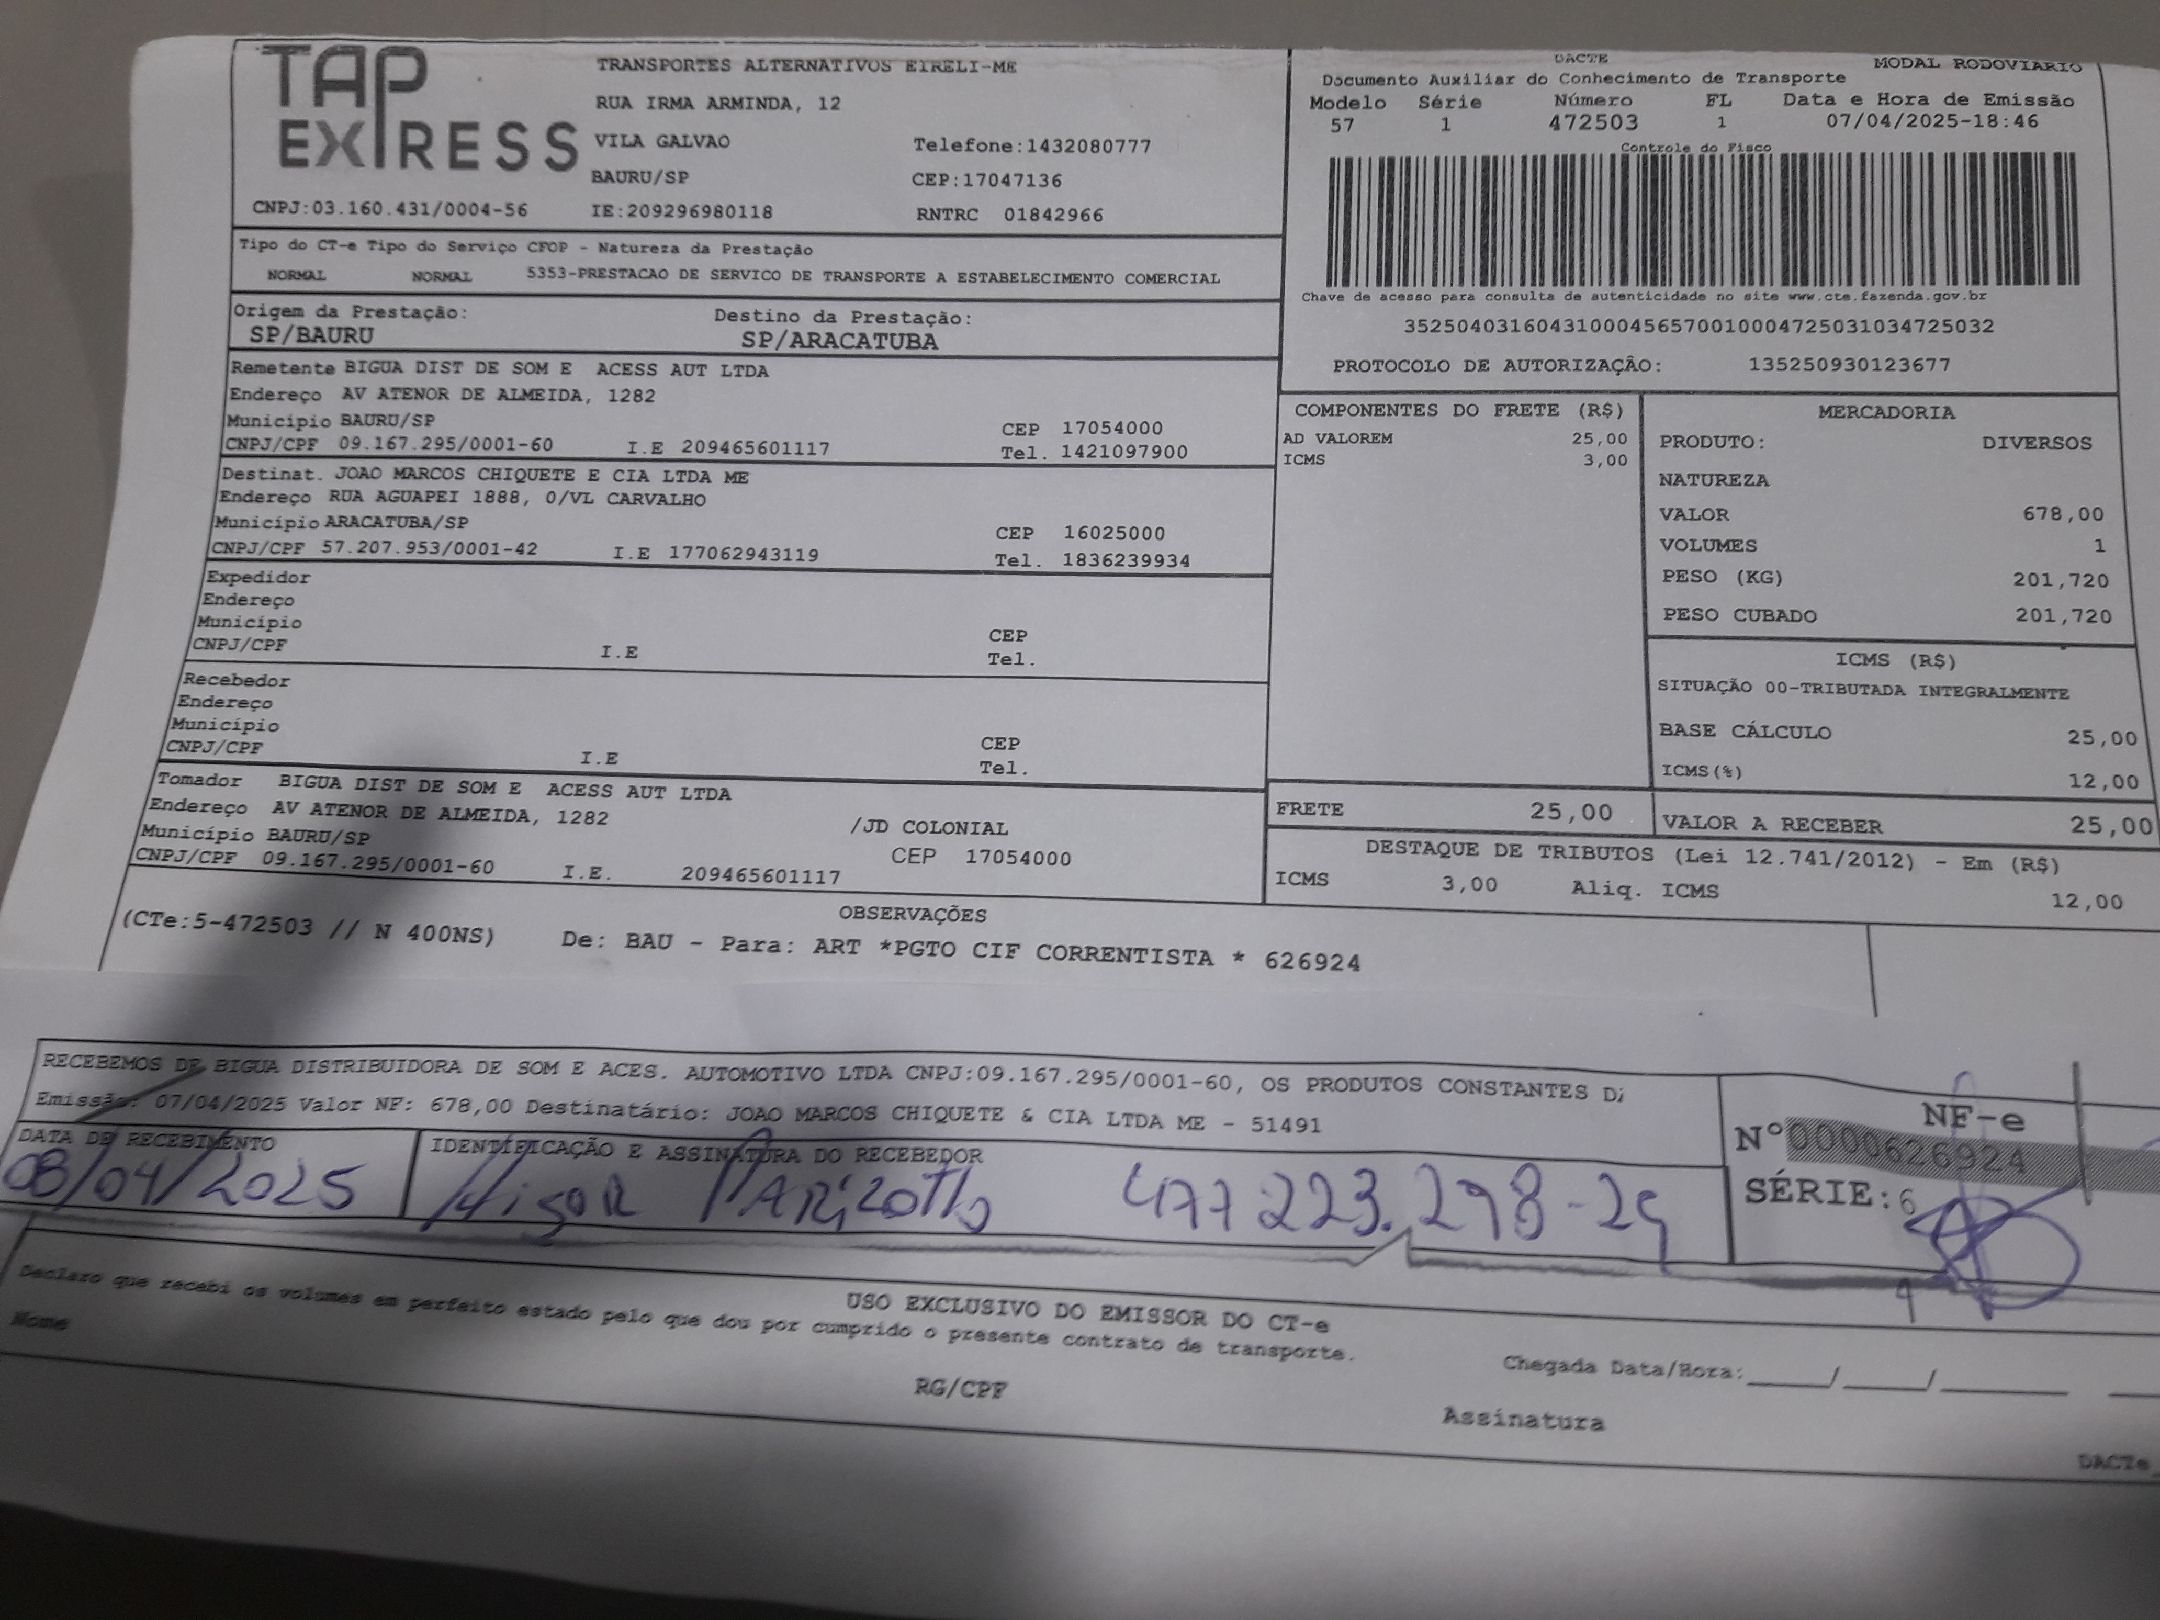 TAP
EXPRESS
TRANSPORTES ALTERNATIVOS EIRELI-ME
RUA IRMA ARMINDA, 12
VILA GALVAO Telefone:1432080777
BAURU/SP CEP:17047136
CNPJ:03.160.431/0004-56 IE:209296980118 RNTRC 01842966
DACTE MODAL RODOVIARIO
Documento Auxiliar do Conhecimento de Transporte
Modelo Série Número FL Data e Hora de Emissão
57 1 472503 1 07/04/2025-18:46
Controle do Fisco
Chave de acesso para consulta de autenticidade no site www.cte.fazenda.gov.br
35250403160431000456570010004725031034725032
PROTOCOLO DE AUTORIZAÇÃO: 135250930123677
Tipo do CT-e Tipo do Serviço CFOP - Natureza da Prestação
NORMAL NORMAL 5353-PRESTACAO DE SERVICO DE TRANSPORTE A ESTABELECIMENTO COMERCIAL
Origem da Prestação: Destino da Prestação:
SP/BAURU SP/ARACATUBA
Remetente BIGUA DIST DE SOM E ACESS AUT LTDA
Endereço AV ATENOR DE ALMEIDA, 1282
Município BAURU/SP CEP 17054000
CNPJ/CPF 09.167.295/0001-60 I.E 209465601117 Tel. 1421097900
Destinat. JOAO MARCOS CHIQUETE E CIA LTDA ME
Endereço RUA AGUAPEI 1888, 0/VL CARVALHO
Município ARACATUBA/SP CEP 16025000
CNPJ/CPF 57.207.953/0001-42 I.E 177062943119 Tel. 1836239934
Expedidor
Endereço
Município CEP
CNPJ/CPF I.E Tel.
Recebedor
Endereço
Município CEP
CNPJ/CPF I.E Tel.
Tomador BIGUA DIST DE SOM E ACESS AUT LTDA
Endereço AV ATENOR DE ALMEIDA, 1282 /JD COLONIAL
Município BAURU/SP CEP 17054000
CNPJ/CPF 09.167.295/0001-60 I.E. 209465601117
COMPONENTES DO FRETE (R$)
AD VALOREM 25,00
ICMS 3,00
MERCADORIA
PRODUTO: DIVERSOS
NATUREZA
VALOR 678,00
VOLUMES 1
PESO (KG) 201,720
PESO CUBADO 201,720
ICMS (R$)
SITUAÇÃO 00-TRIBUTADA INTEGRALMENTE
BASE CÁLCULO 25,00
ICMS(%) 12,00
FRETE 25,00 VALOR A RECEBER 25,00
DESTAQUE DE TRIBUTOS (Lei 12.741/2012) - Em (R$)
ICMS 3,00 Aliq. ICMS 12,00
OBSERVAÇÕES
(CTe:5-472503 // N 400NS) De: BAU - Para: ART *PGTO CIF CORRENTISTA * 626924
RECEBEMOS DE BIGUA DISTRIBUIDORA DE SOM E ACES. AUTOMOTIVO LTDA CNPJ:09.167.295/0001-60, OS PRODUTOS CONSTANTES
Emissão: 07/04/2025 Valor NF: 678,00 Destinatário: JOAO MARCOS CHIQUETE & CIA LTDA ME - 51491
DATA DE RECEBIMENTO IDENTIFICAÇÃO E ASSINATURA DO RECEBEDOR
08/04/2025 Higor Parizotto 477 223.298-29
NF-e
N°0000626924
SÉRIE:6
USO EXCLUSIVO DO EMISSOR DO CT-e
Declaro que recebi os volumes em perfeito estado pelo que dou por cumprido o presente contrato de transporte.
Nome RG/CPF Chegada Data/Hora:_____/_____/________
Assinatura
DACTe